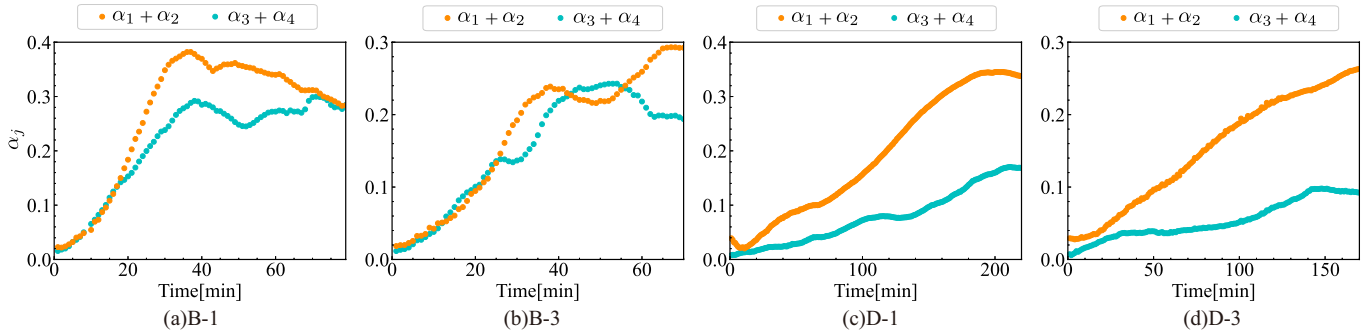 α₁ + α₂ α₃ + α₄ α₁ + α₂ α₃ + α₄ α₁ + α₂ α₃ + α₄ α₁ + α₂ α₃ + α₄
0.4 0.3 0.4 0.3
0.3 0.3
0.2 0.2
αⱼ 0.2 0.2
0.1 0.1
0.1 0.1
0.0 0.0 0.0 0.0
0 20 40 60 0 20 40 60 0 100 200 0 50 100 150
Time[min] Time[min] Time[min] Time[min]
(a)B-1 (b)B-3 (c)D-1 (d)D-3